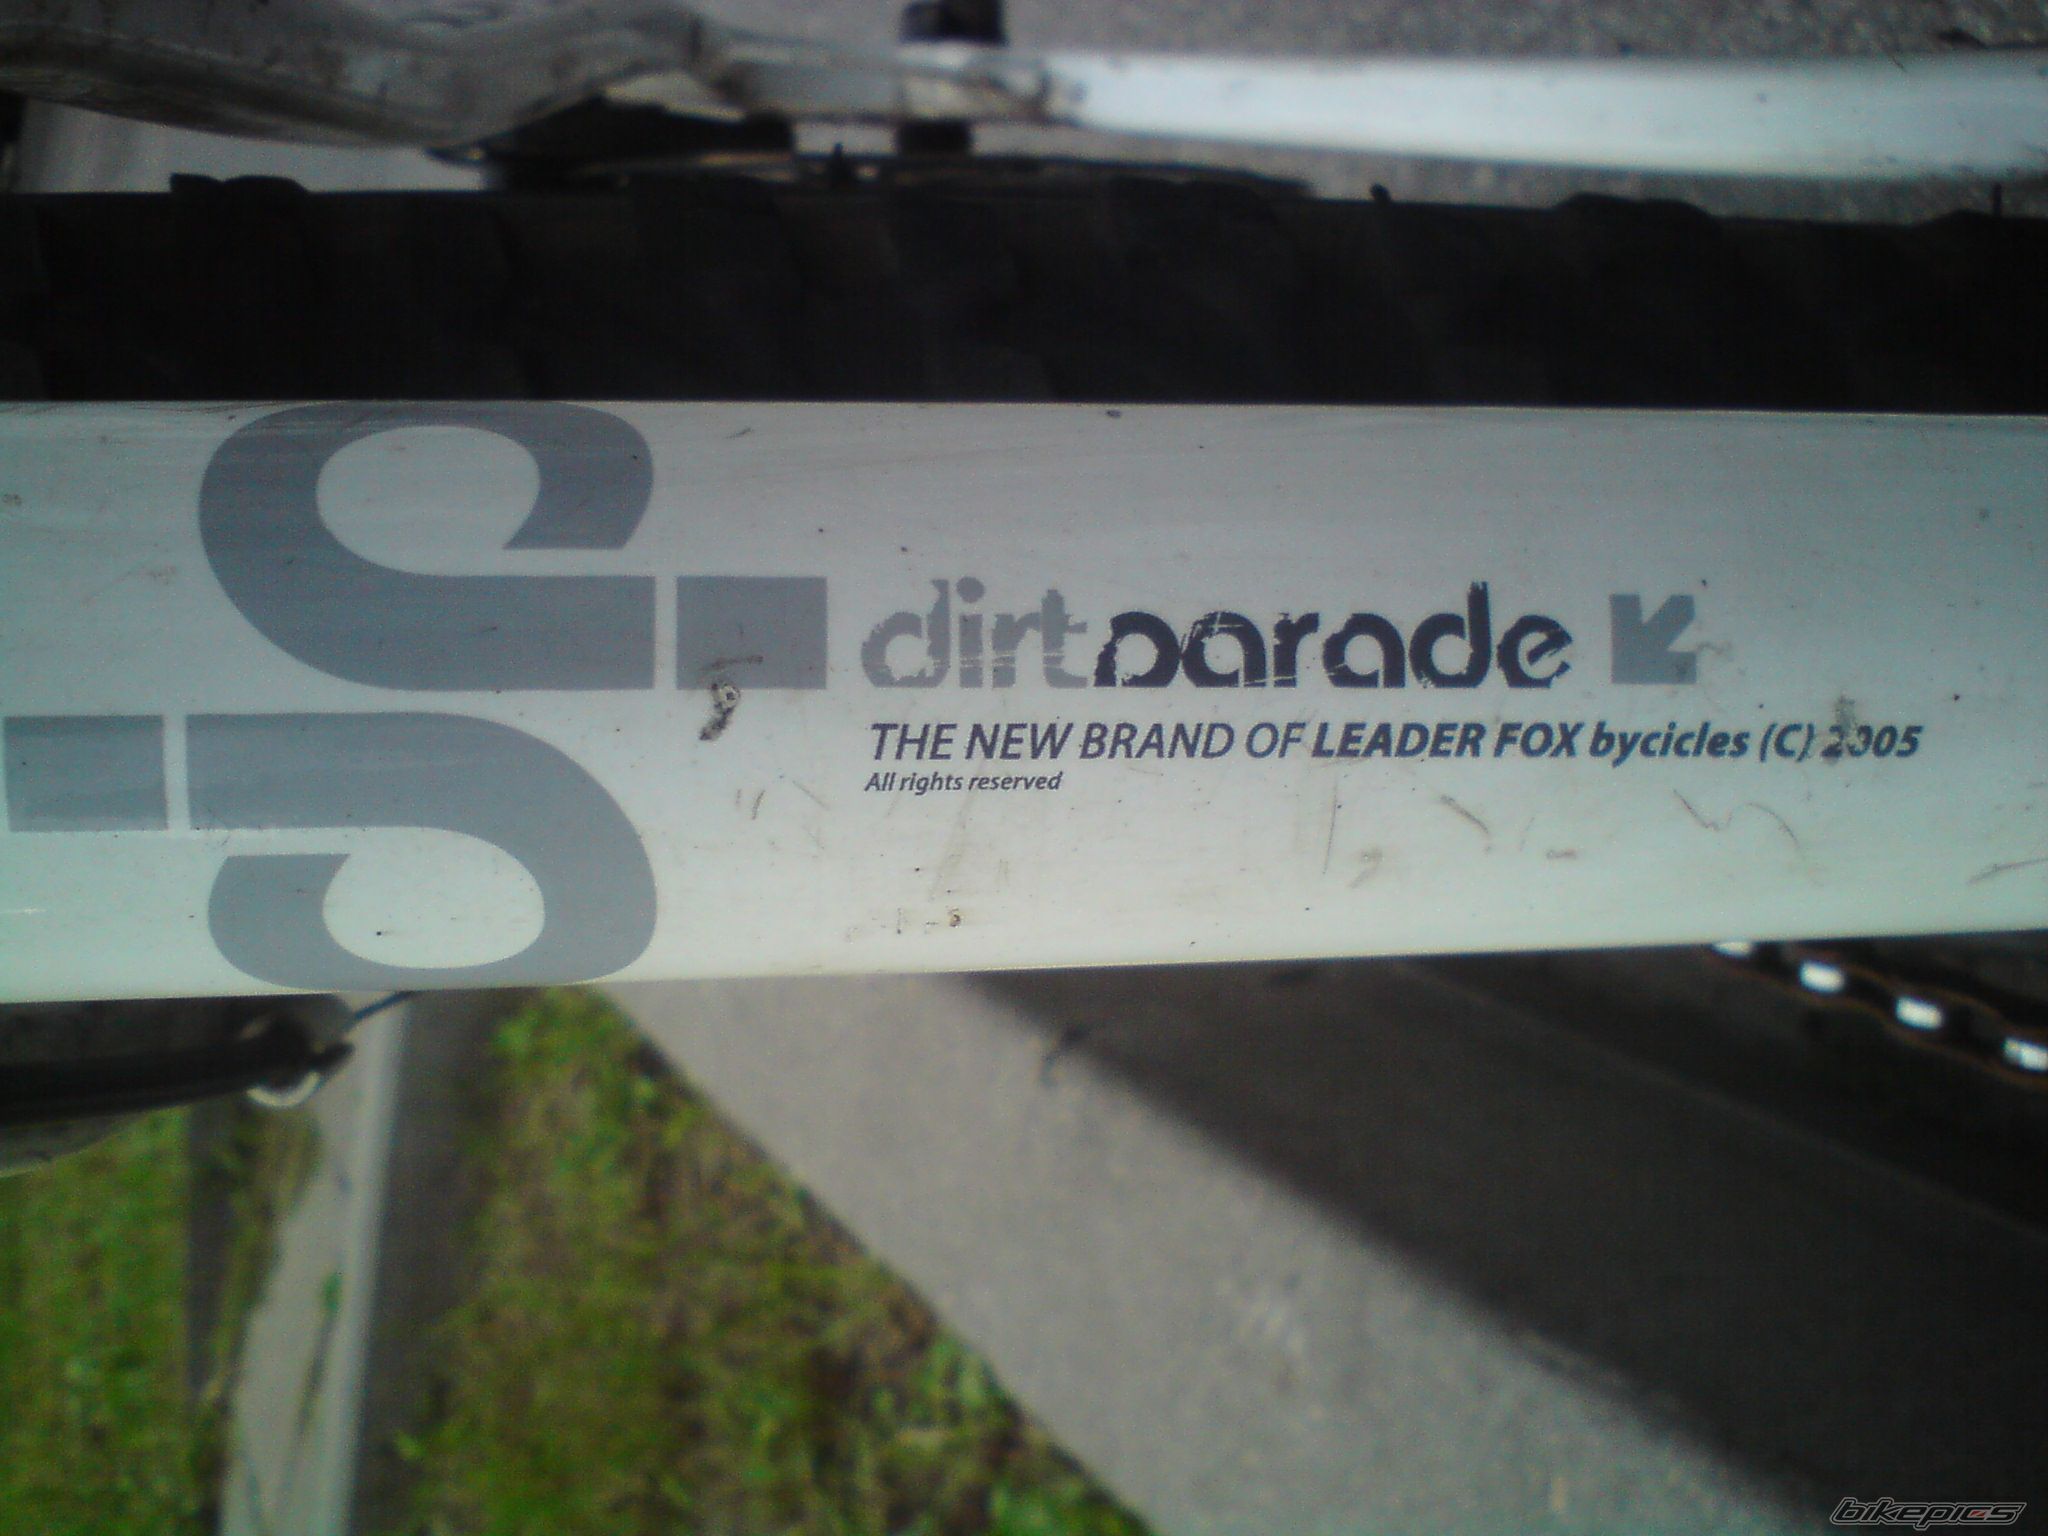 dirtparade
THE NEW BRAND OF LEADER FOX bycicles (C) 2005
All rights reserved
bikepics